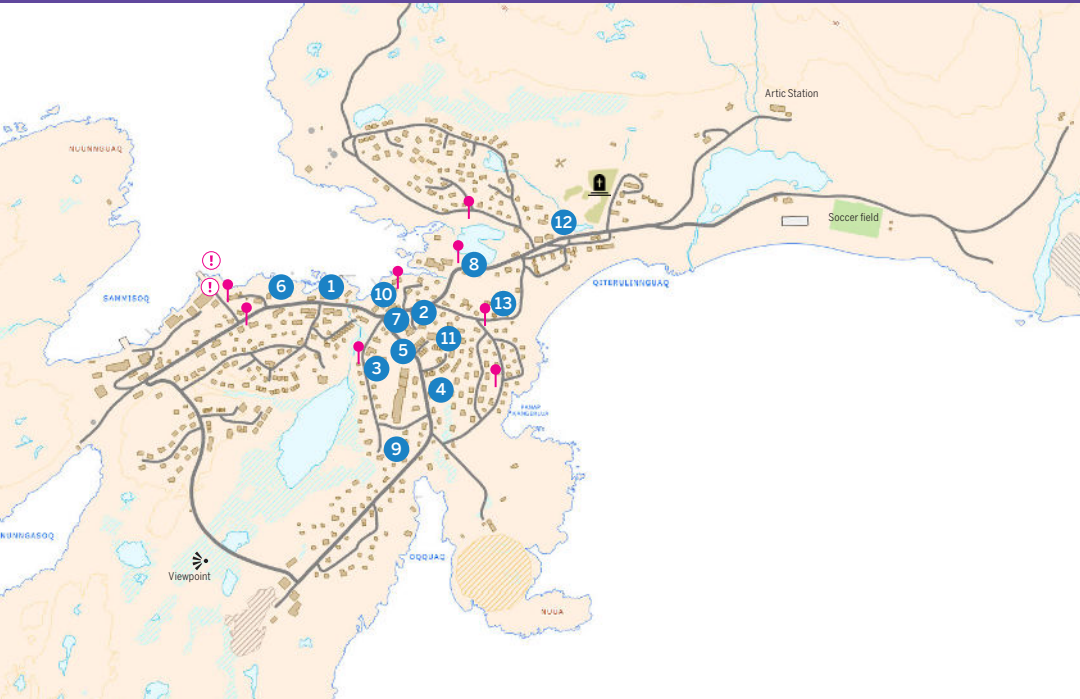 Artic Station
NUUNNGUAQ
Soccer field
12
!
8
QITERULINNGUAQ
!
6
1
10
SAMMISOQ
13
2
7
11
5
3
4
9
NUNNGASOQ
OQQUAQ
Viewpoint
NUUA